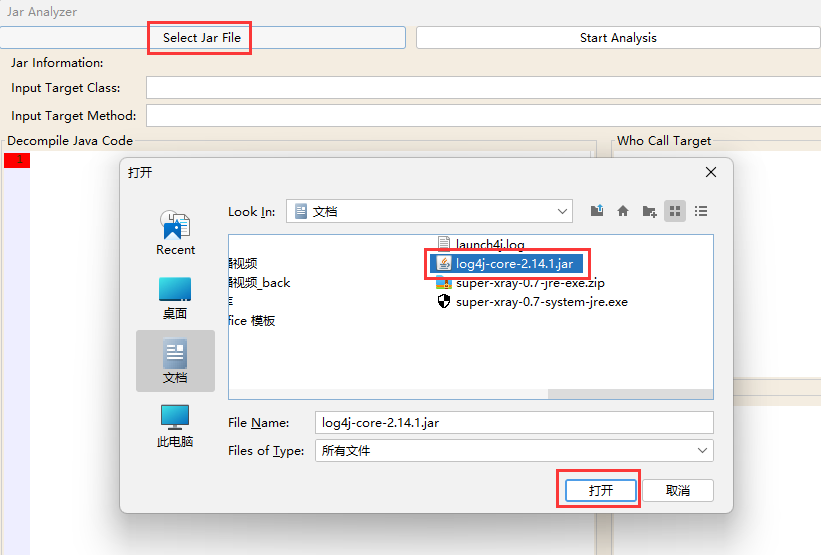 Jar Analyzer
Select Jar File
Start Analysis
Jar Information:
Input Target Class:
Input Target Method:
Decompile Java Code
Who Call Target
1
打开
Look In:
文档
Recent
桌面
文档
此电脑
视频
视频_back
fice 模板
launch4j.log
log4j-core-2.14.1.jar
super-xray-0.7-jre-exe.zip
super-xray-0.7-system-jre.exe
File Name:
log4j-core-2.14.1.jar
Files of Type:
所有文件
打开
取消